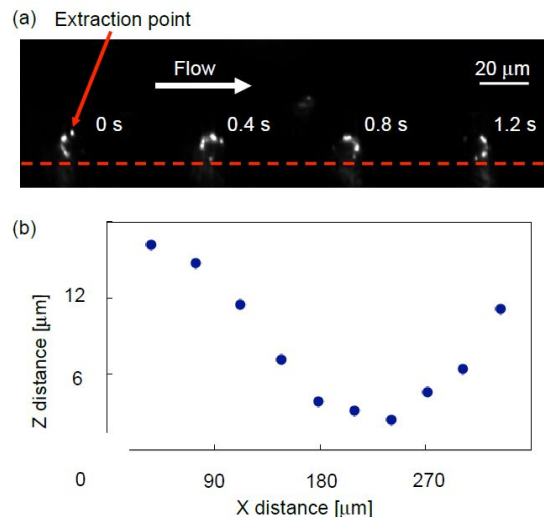 (a) Extraction point
Flow
20 μm
0 s 0.4 s 0.8 s 1.2 s
(b)
12
6
0 90 180 270
Z distance [μm]
X distance [μm]